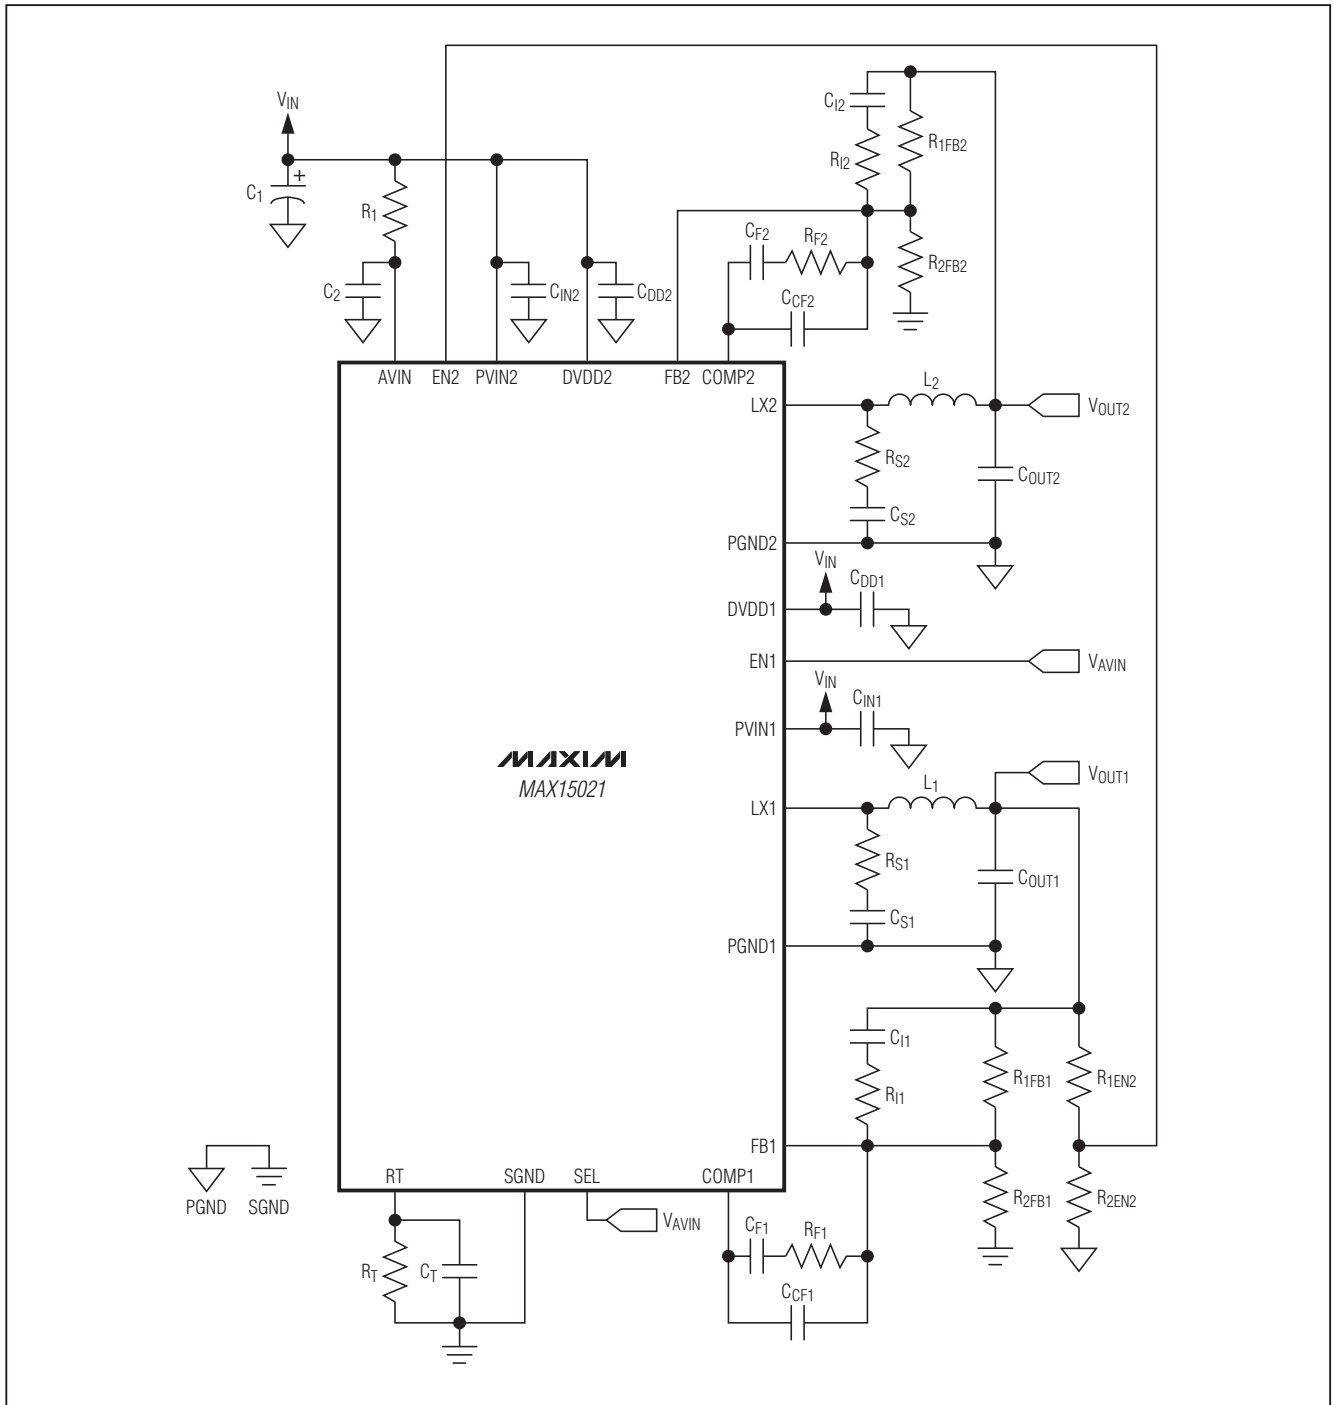 VIN
C1
+
R1
C2
CIN2
CDD2
CF2
RF2
CCF2
CI2
RI2
R1FB2
R2FB2
AVIN
EN2
PVIN2
DVDD2
FB2
COMP2
LX2
L2
VOUT2
RS2
COUT2
CS2
PGND2
VIN
CDD1
DVDD1
EN1
VAVIN
VIN
CIN1
PVIN1
MAXIM
MAX15021
VOUT1
LX1
L1
RS1
COUT1
CS1
PGND1
CI1
RI1
R1FB1
R1EN2
FB1
RT
SGND
SEL
COMP1
R2FB1
R2EN2
PGND
SGND
VAVIN
CF1
RF1
RT
CT
CCF1